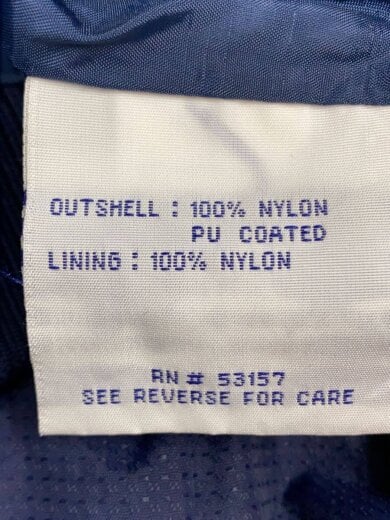 OUTSHELL : 100% NYLON
PU COATED
LINING : 100% NYLON
RN # 53157
SEE REVERSE FOR CARE